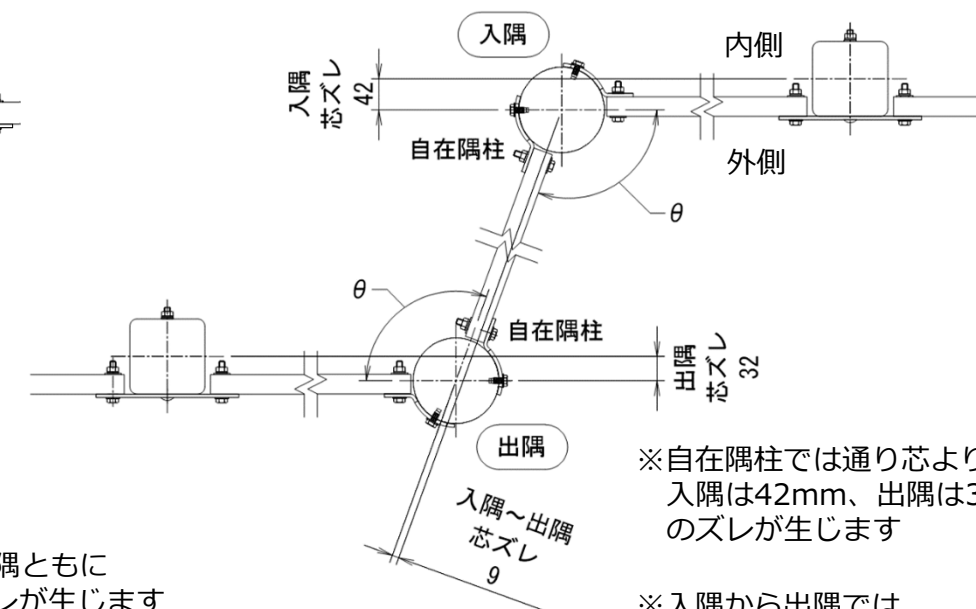 入隅
内側
入隅
芯ズレ
42
自在隅柱
外側
θ
θ
自在隅柱
出隅
芯ズレ
32
出隅
※自在隅柱では通り芯より
入隅は42mm、出隅は3
のズレが生じます
入隅～出隅
芯ズレ
9
隅ともに
レが生じます
※入隅から出隅では